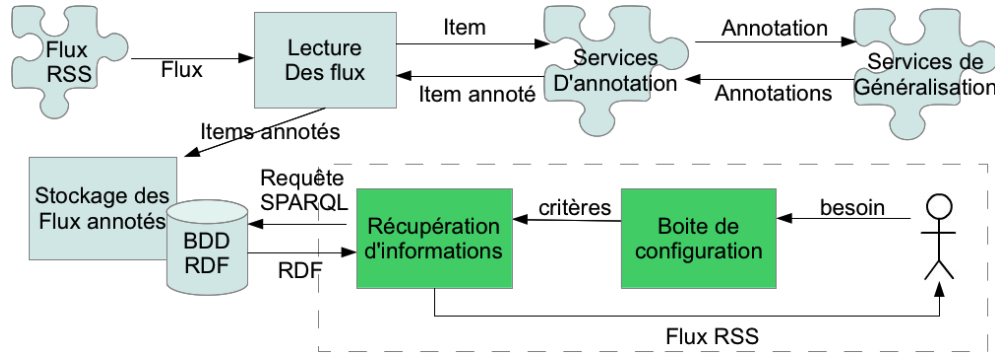 Flux
RSS
Flux
Lecture
Des flux
Item
Item annoté
Services
D'annotation
Annotation
Annotations
Services de
Généralisation
Items annotés
Stockage des
Flux annotés
BDD
RDF
Requête
SPARQL
RDF
Récupération
d'informations
critères
Boite de
configuration
besoin
Flux RSS